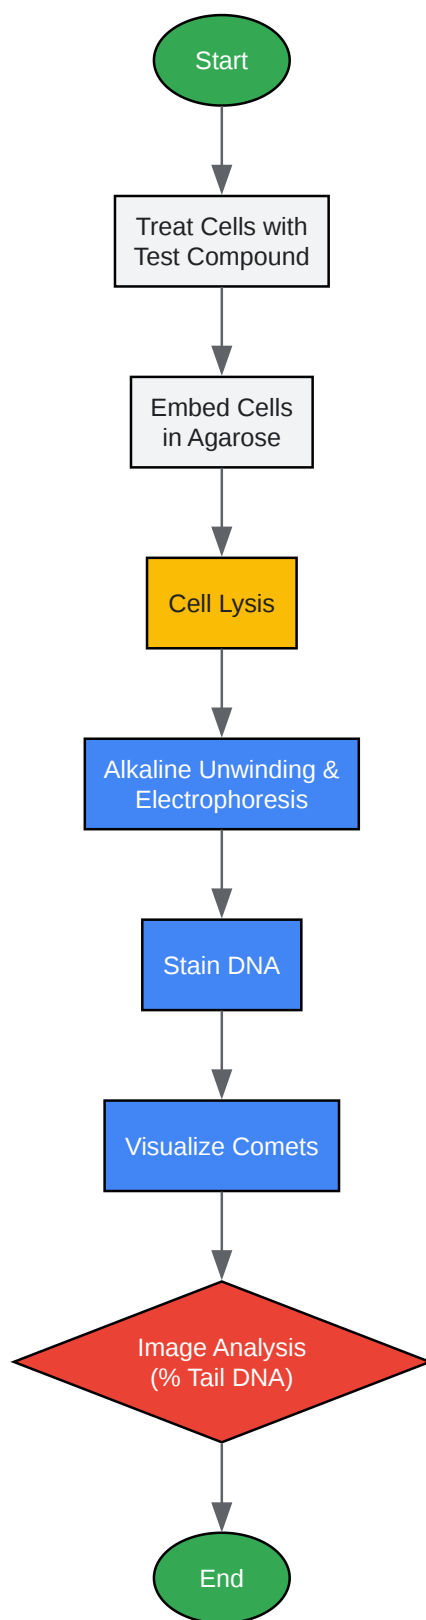 Start
Treat Cells with
Test Compound
Embed Cells
in Agarose
Cell Lysis
Alkaline Unwinding &
Electrophoresis
Stain DNA
Visualize Comets
Image Analysis
(% Tail DNA)
End